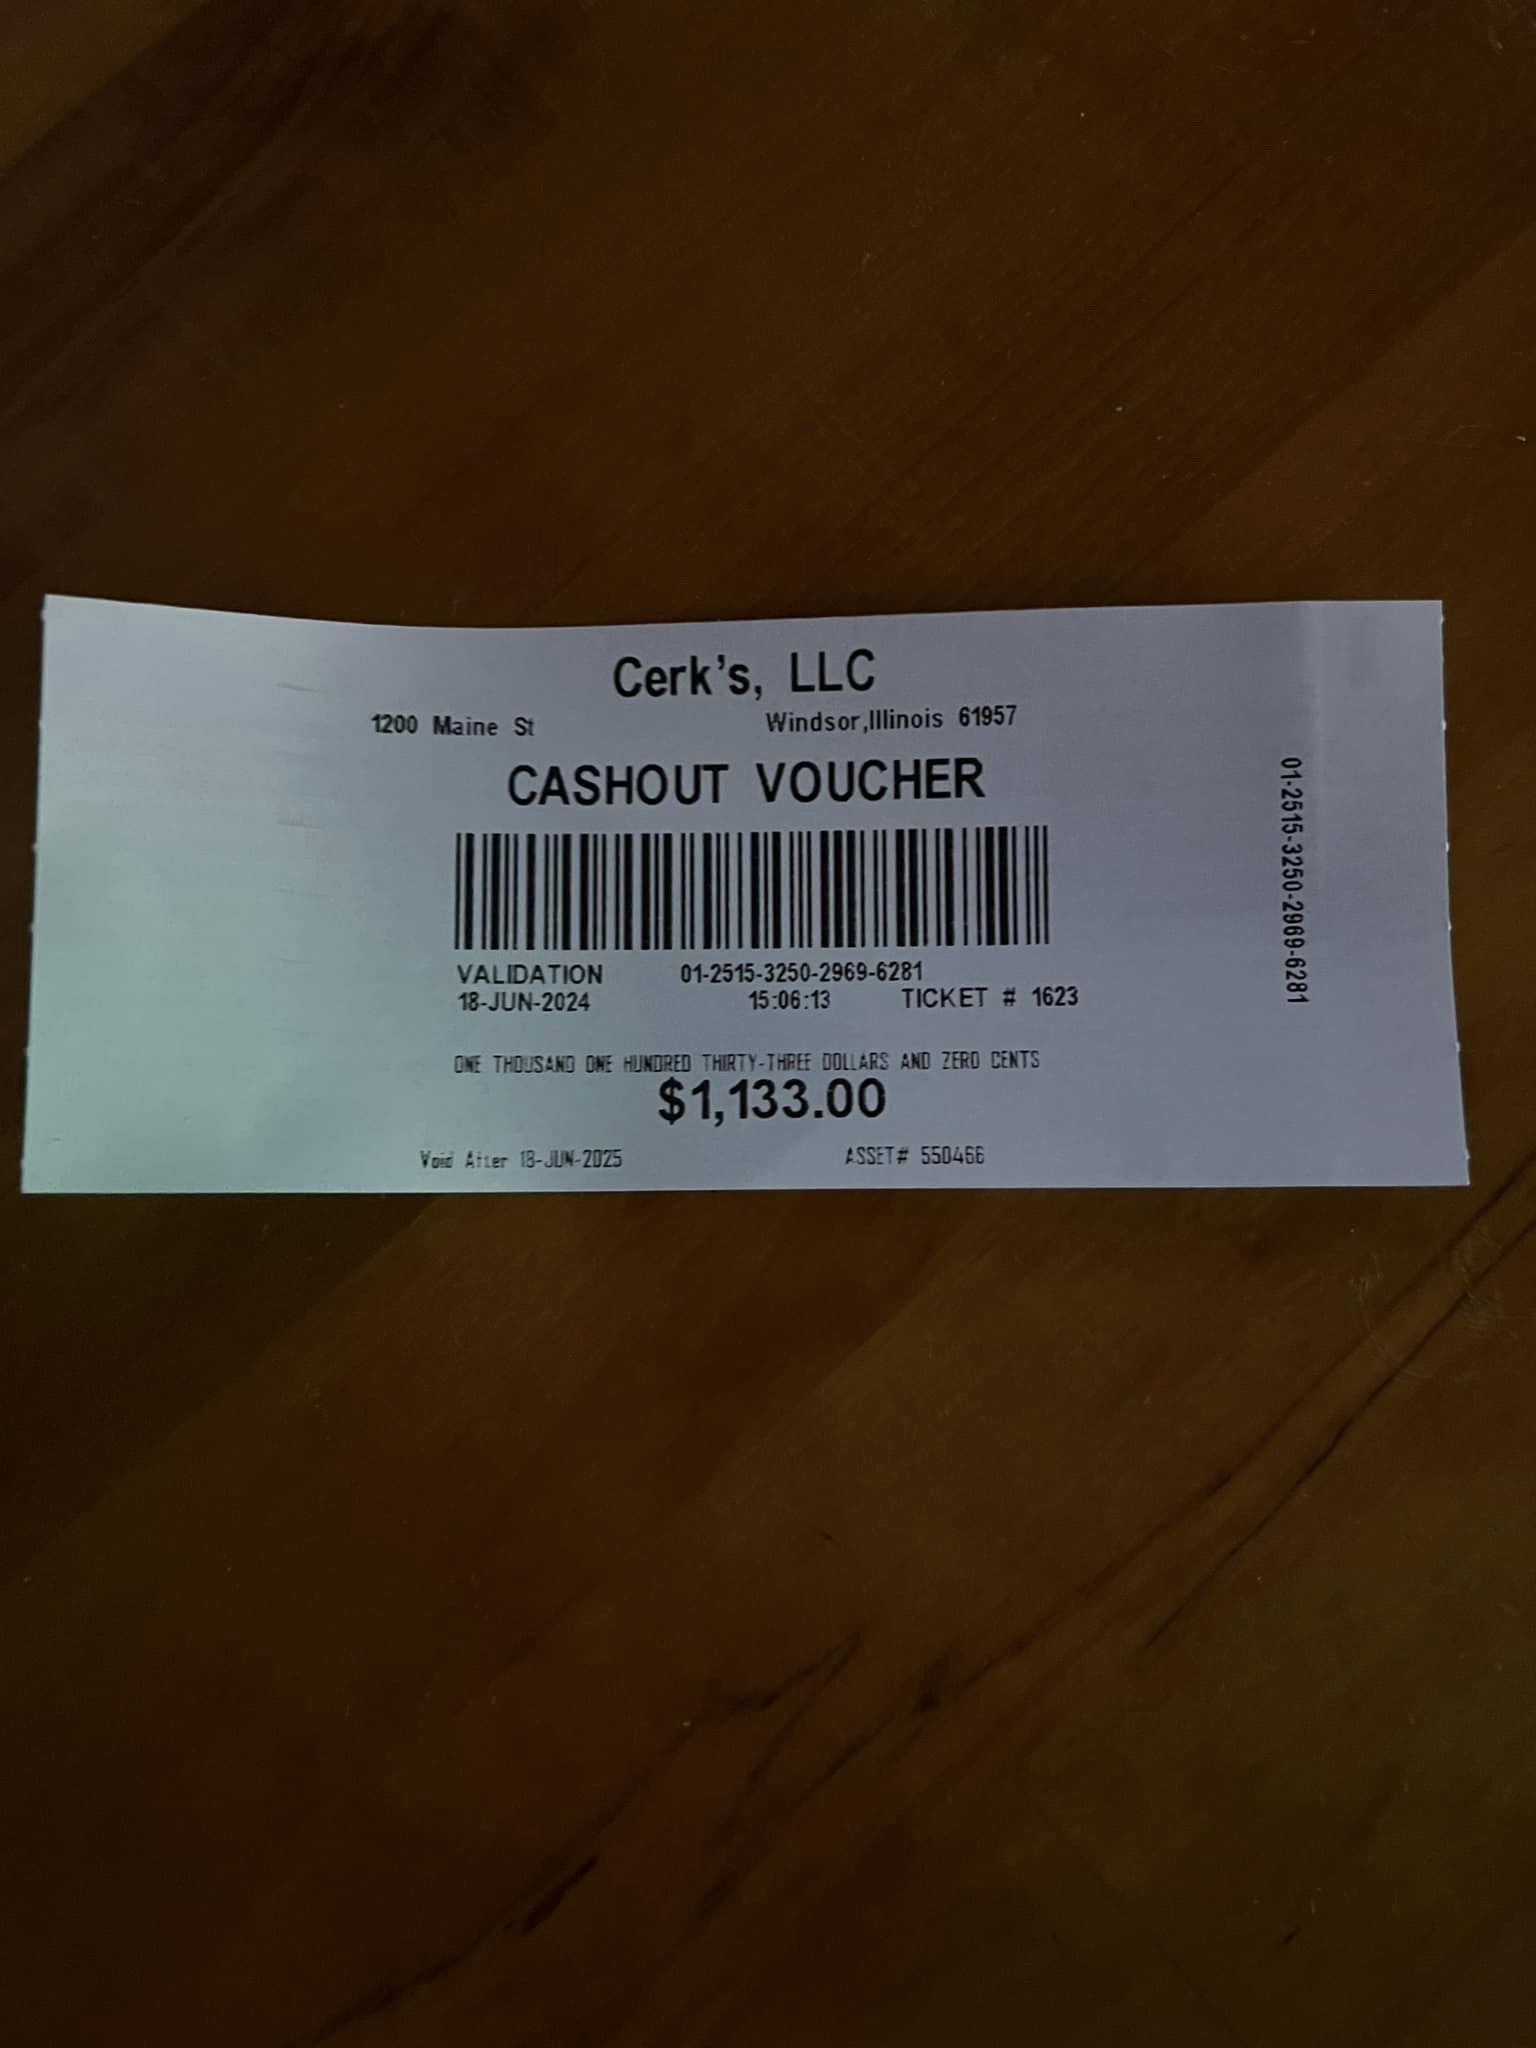 Cerk's, LLC
1200 Maine St Windsor,Illinois 61957
CASHOUT VOUCHER
VALIDATION 01-2515-3250-2969-6281
18-JUN-2024 15:06:13 TICKET # 1623
ONE THOUSAND ONE HUNDRED THIRTY-THREE DOLLARS AND ZERO CENTS
$1,133.00
Void After 18-JUN-2025 ASSET# 550466
01-2515-3250-2969-6281